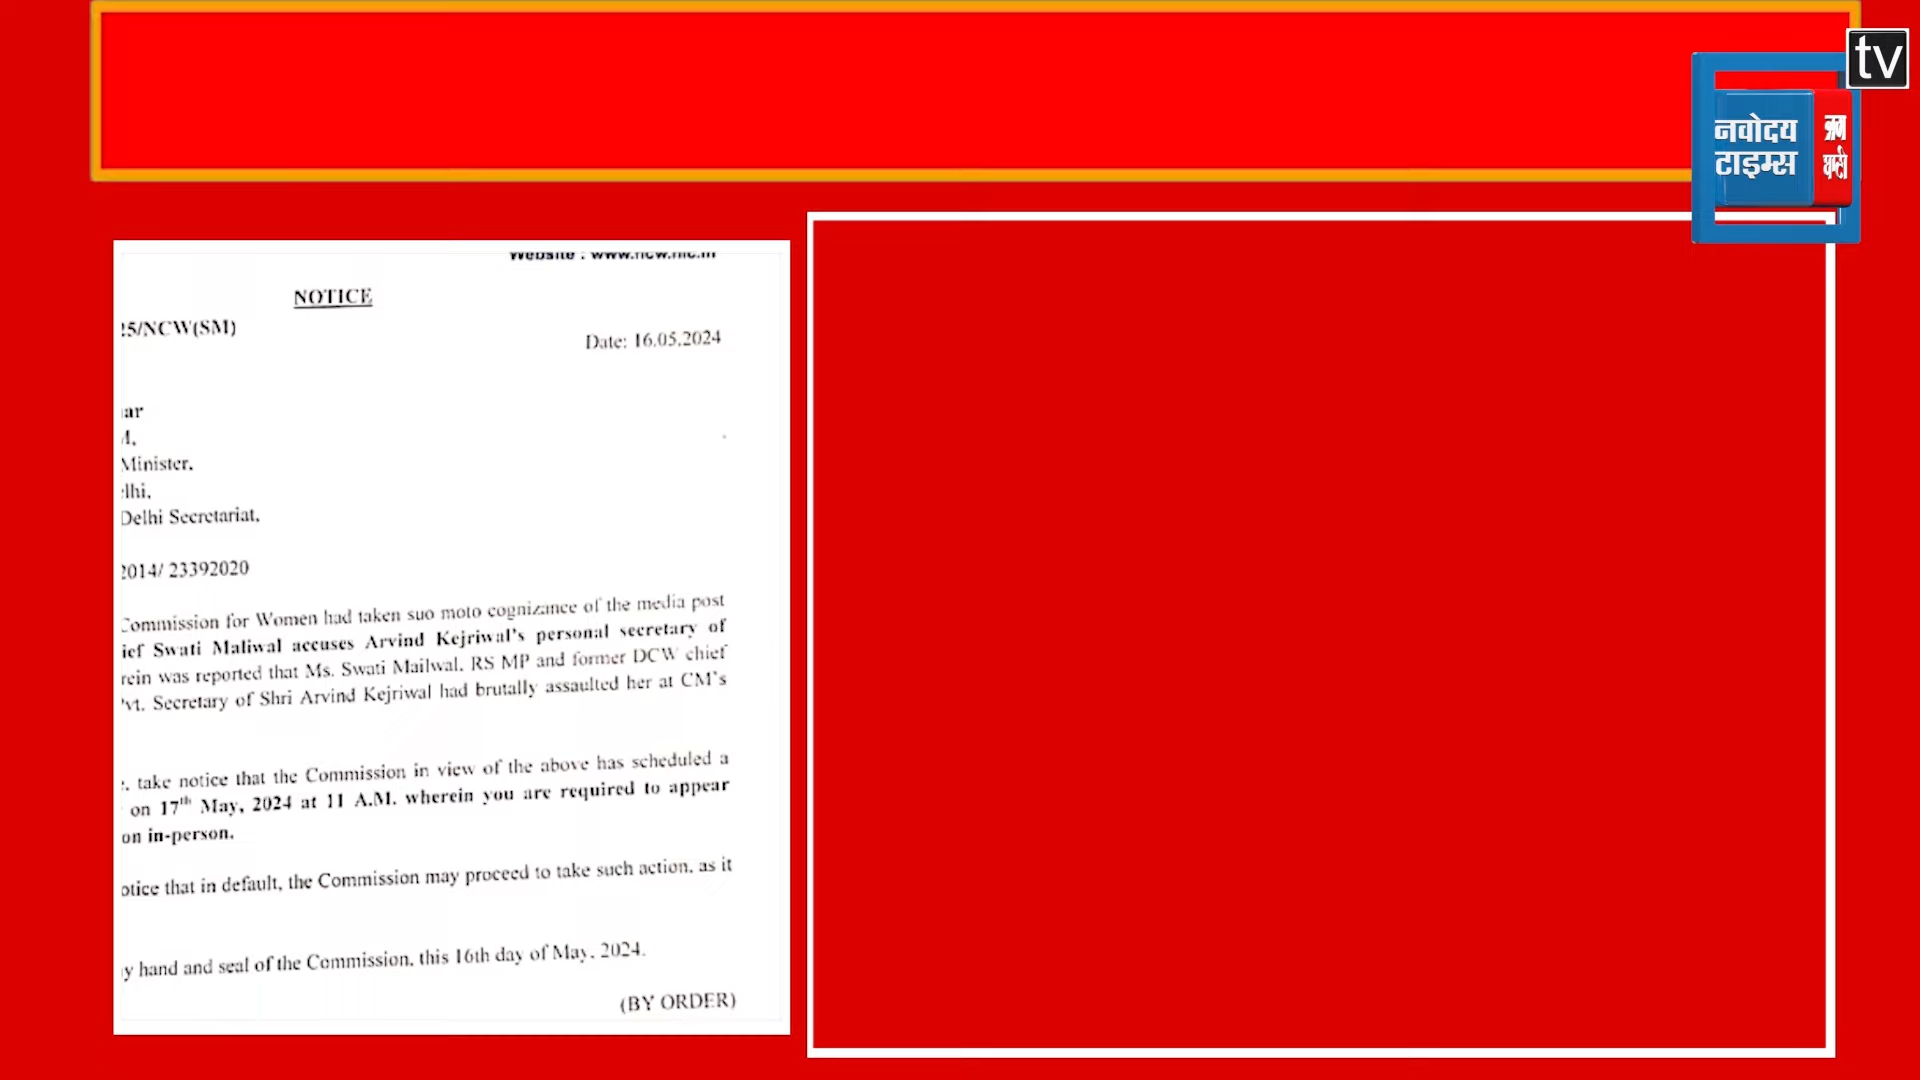 tv
नवोदय
टाइम्स
Website : www.ncw.nic.in
NOTICE
25/NCW(SM)
Date: 16.05.2024
ar
M,
Minister,
elhi,
Delhi Secretariat,
2014/ 23392020
Commission for Women had taken suo moto cognizance of the media post
ief Swati Maliwal accuses Arvind Kejriwal's personal secretary of
rein was reported that Ms. Swati Mailwal, RS MP and former DCW chief
vt. Secretary of Shri Arvind Kejriwal had brutally assaulted her at CM's
, take notice that the Commission in view of the above has scheduled a
on 17th May, 2024 at 11 A.M. wherein you are required to appear
on in-person.
otice that in default, the Commission may proceed to take such action, as it
y hand and seal of the Commission, this 16th day of May, 2024.
(BY ORDER)